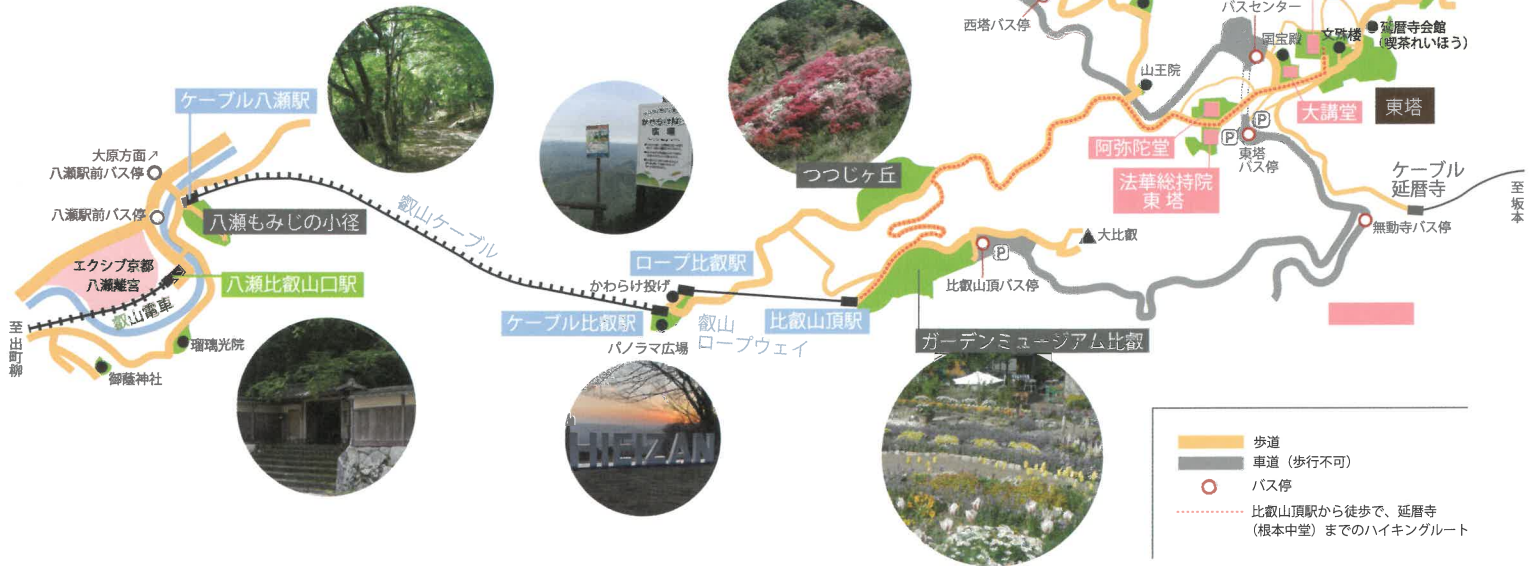 バスセンター
西塔バス停
国宝殿
文殊楼
延暦寺会館
（喫茶れいほう）
山王院
大講堂
東塔
ケーブル八瀬駅
広場
阿弥陀堂
P
P
東塔
バス停
大原方面↗
八瀬駅前バス停
つつじヶ丘
法華総持院
東塔
ケーブル
延暦寺
至坂本
八瀬駅前バス停
八瀬もみじの小径
叡山ケーブル
無動寺バス停
大比叡
P
エクシブ京都
八瀬離宮
八瀬比叡山口駅
ロープ比叡駅
かわらけ投げ
比叡山頂バス停
叡山電車
至出町柳
ケーブル比叡駅
叡山
ロープウェイ
比叡山頂駅
瑠璃光院
パノラマ広場
ガーデンミュージアム比叡
御蔭神社
HIEIZAN
歩道
車道（歩行不可）
バス停
比叡山頂駅から徒歩で、延暦寺
（根本中堂）までのハイキングルート